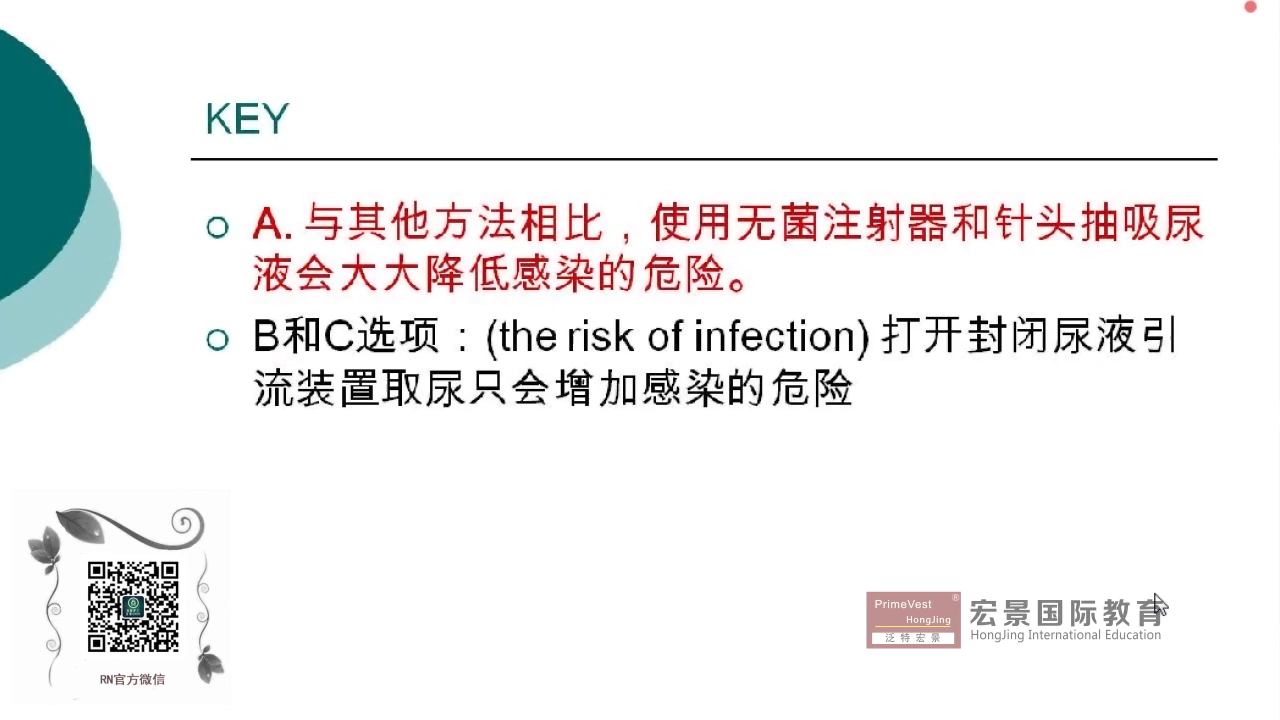 KEY
A. 与其他方法相比，使用无菌注射器和针头抽吸尿
液会大大降低感染的危险。
B和C选项：(the risk of infection) 打开封闭尿液引
流装置取尿只会增加感染的危险
RN官方微信
PrimeVest ®
HongJing
泛特宏景
宏景国际教育
HongJing International Education